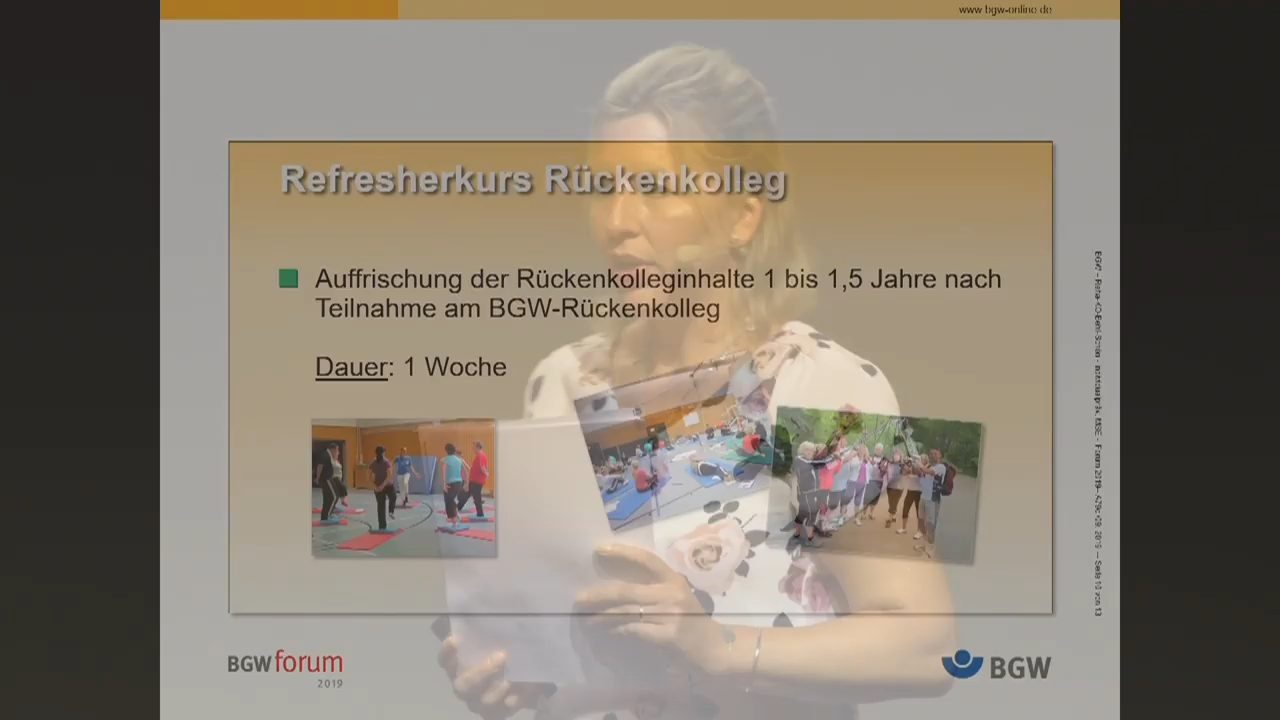 www bgw-online de
Refresherkurs Rückenkolleg
Auffrischung der Rückenkolleginhalte 1 bis 1,5 Jahre nach
Teilnahme am BGW-Rückenkolleg
Dauer: 1 Woche
BGW forum
2019
BGW